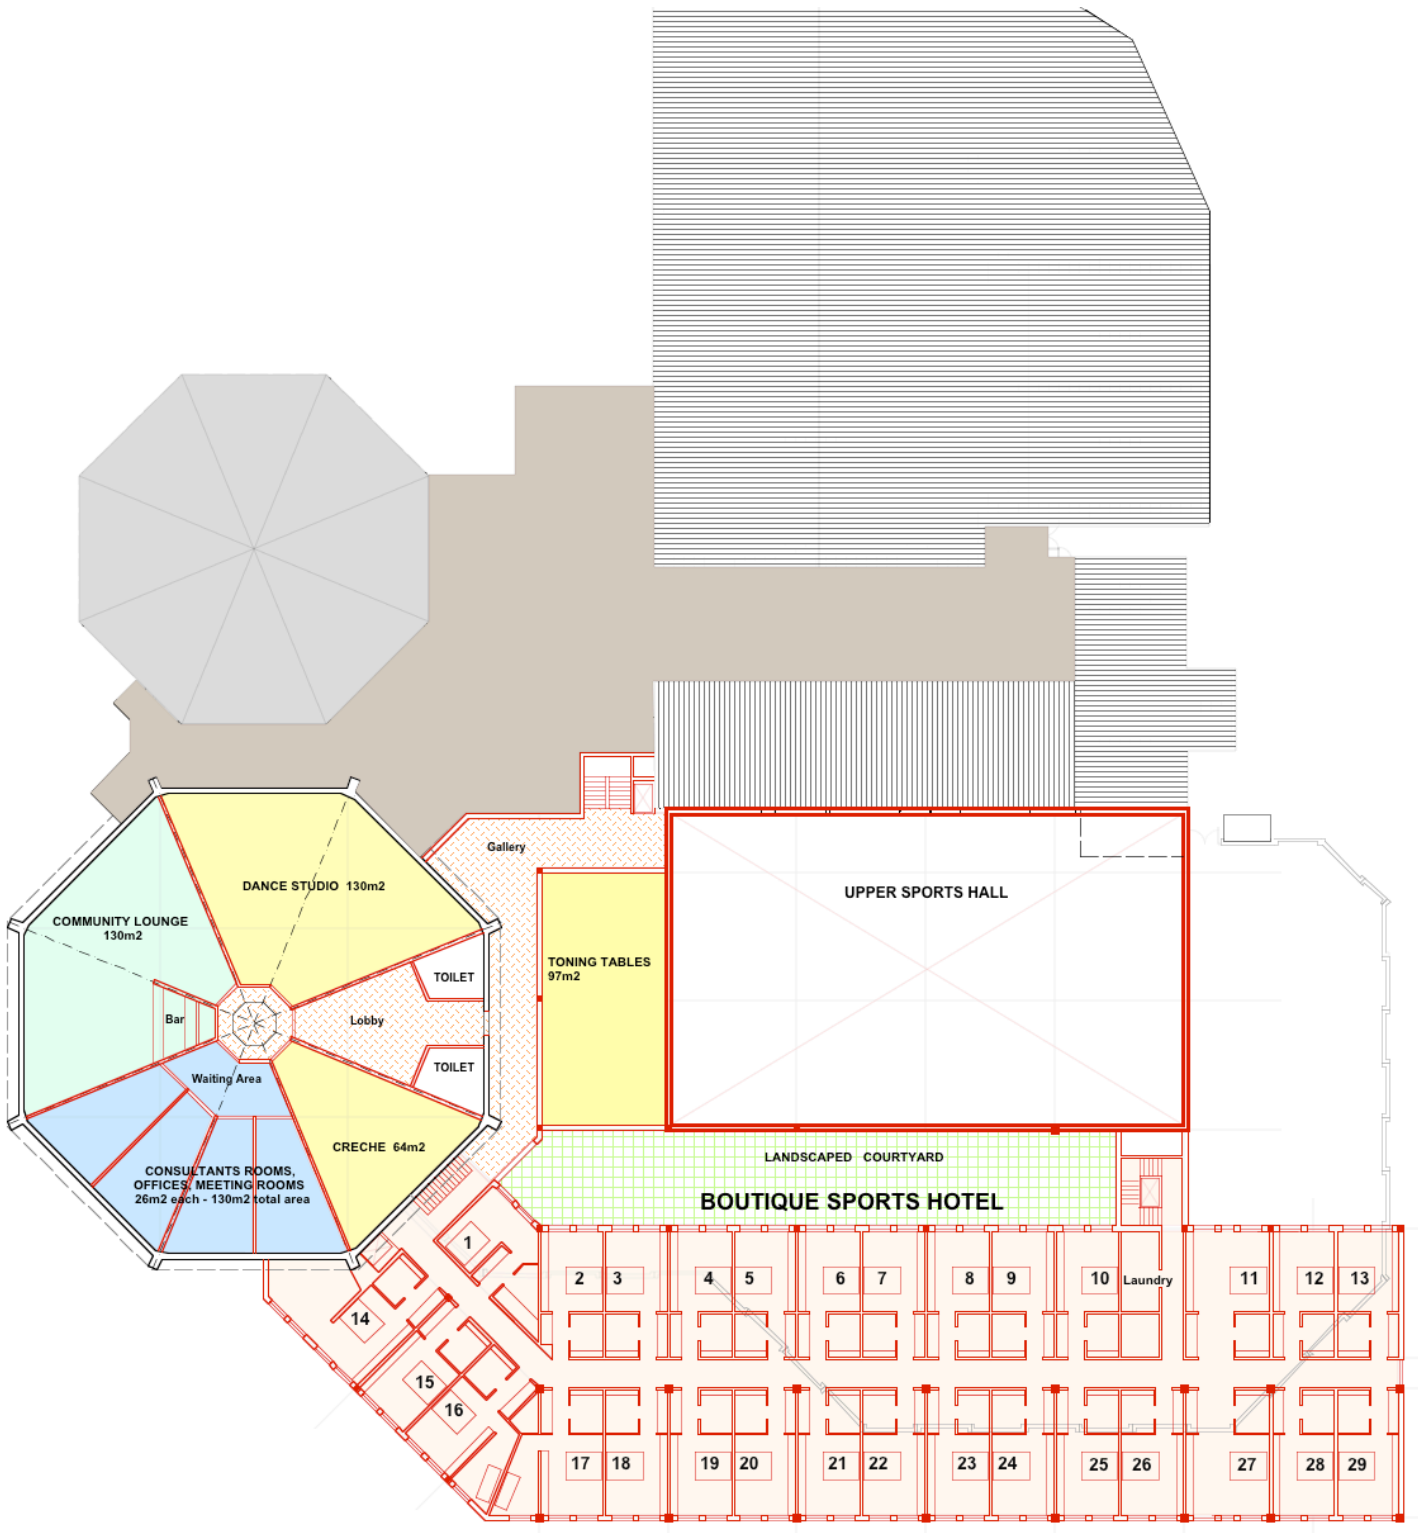 Gallery
DANCE STUDIO 130m2
UPPER SPORTS HALL
COMMUNITY LOUNGE
130m2
TONING TABLES
97m2
TOILET
Bar
Lobby
TOILET
Waiting Area
CRECHE 64m2
LANDSCAPED COURTYARD
CONSULTANTS ROOMS,
OFFICES, MEETING ROOMS
26m2 each - 130m2 total area
BOUTIQUE SPORTS HOTEL
1
2 3 4 5 6 7 8 9 10 Laundry 11 12 13
14
15
16
17 18 19 20 21 22 23 24 25 26 27 28 29